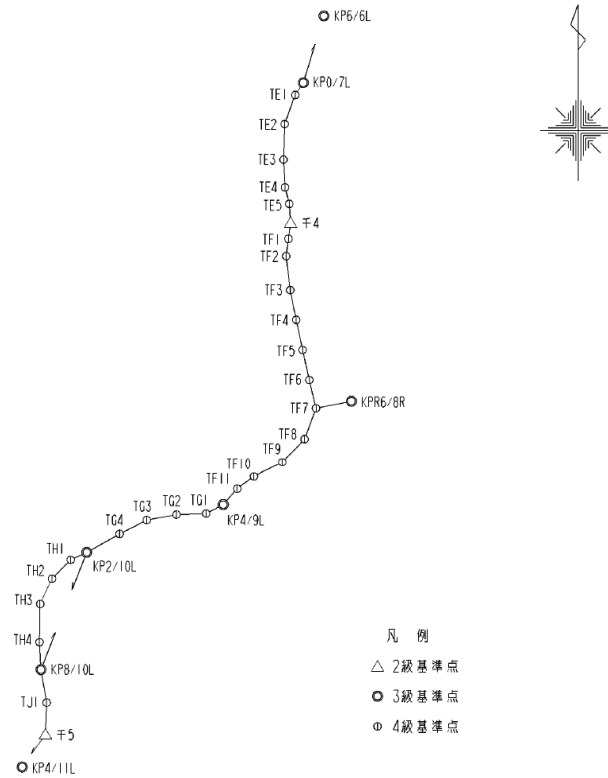 KP6/6L
KP0/7L
TE1
TE2
TE3
TE4
TE5
千4
TF1
TF2
TF3
TF4
TF5
TF6
TF7
KPR6/8R
TF8
TF9
TF10
TF11
KP4/9L
TG1
TG2
TG3
TG4
TH1
KP2/10L
TH2
TH3
TH4
KP8/10L
TJ1
千5
KP4/11L
凡 例
2級基準点
3級基準点
4級基準点